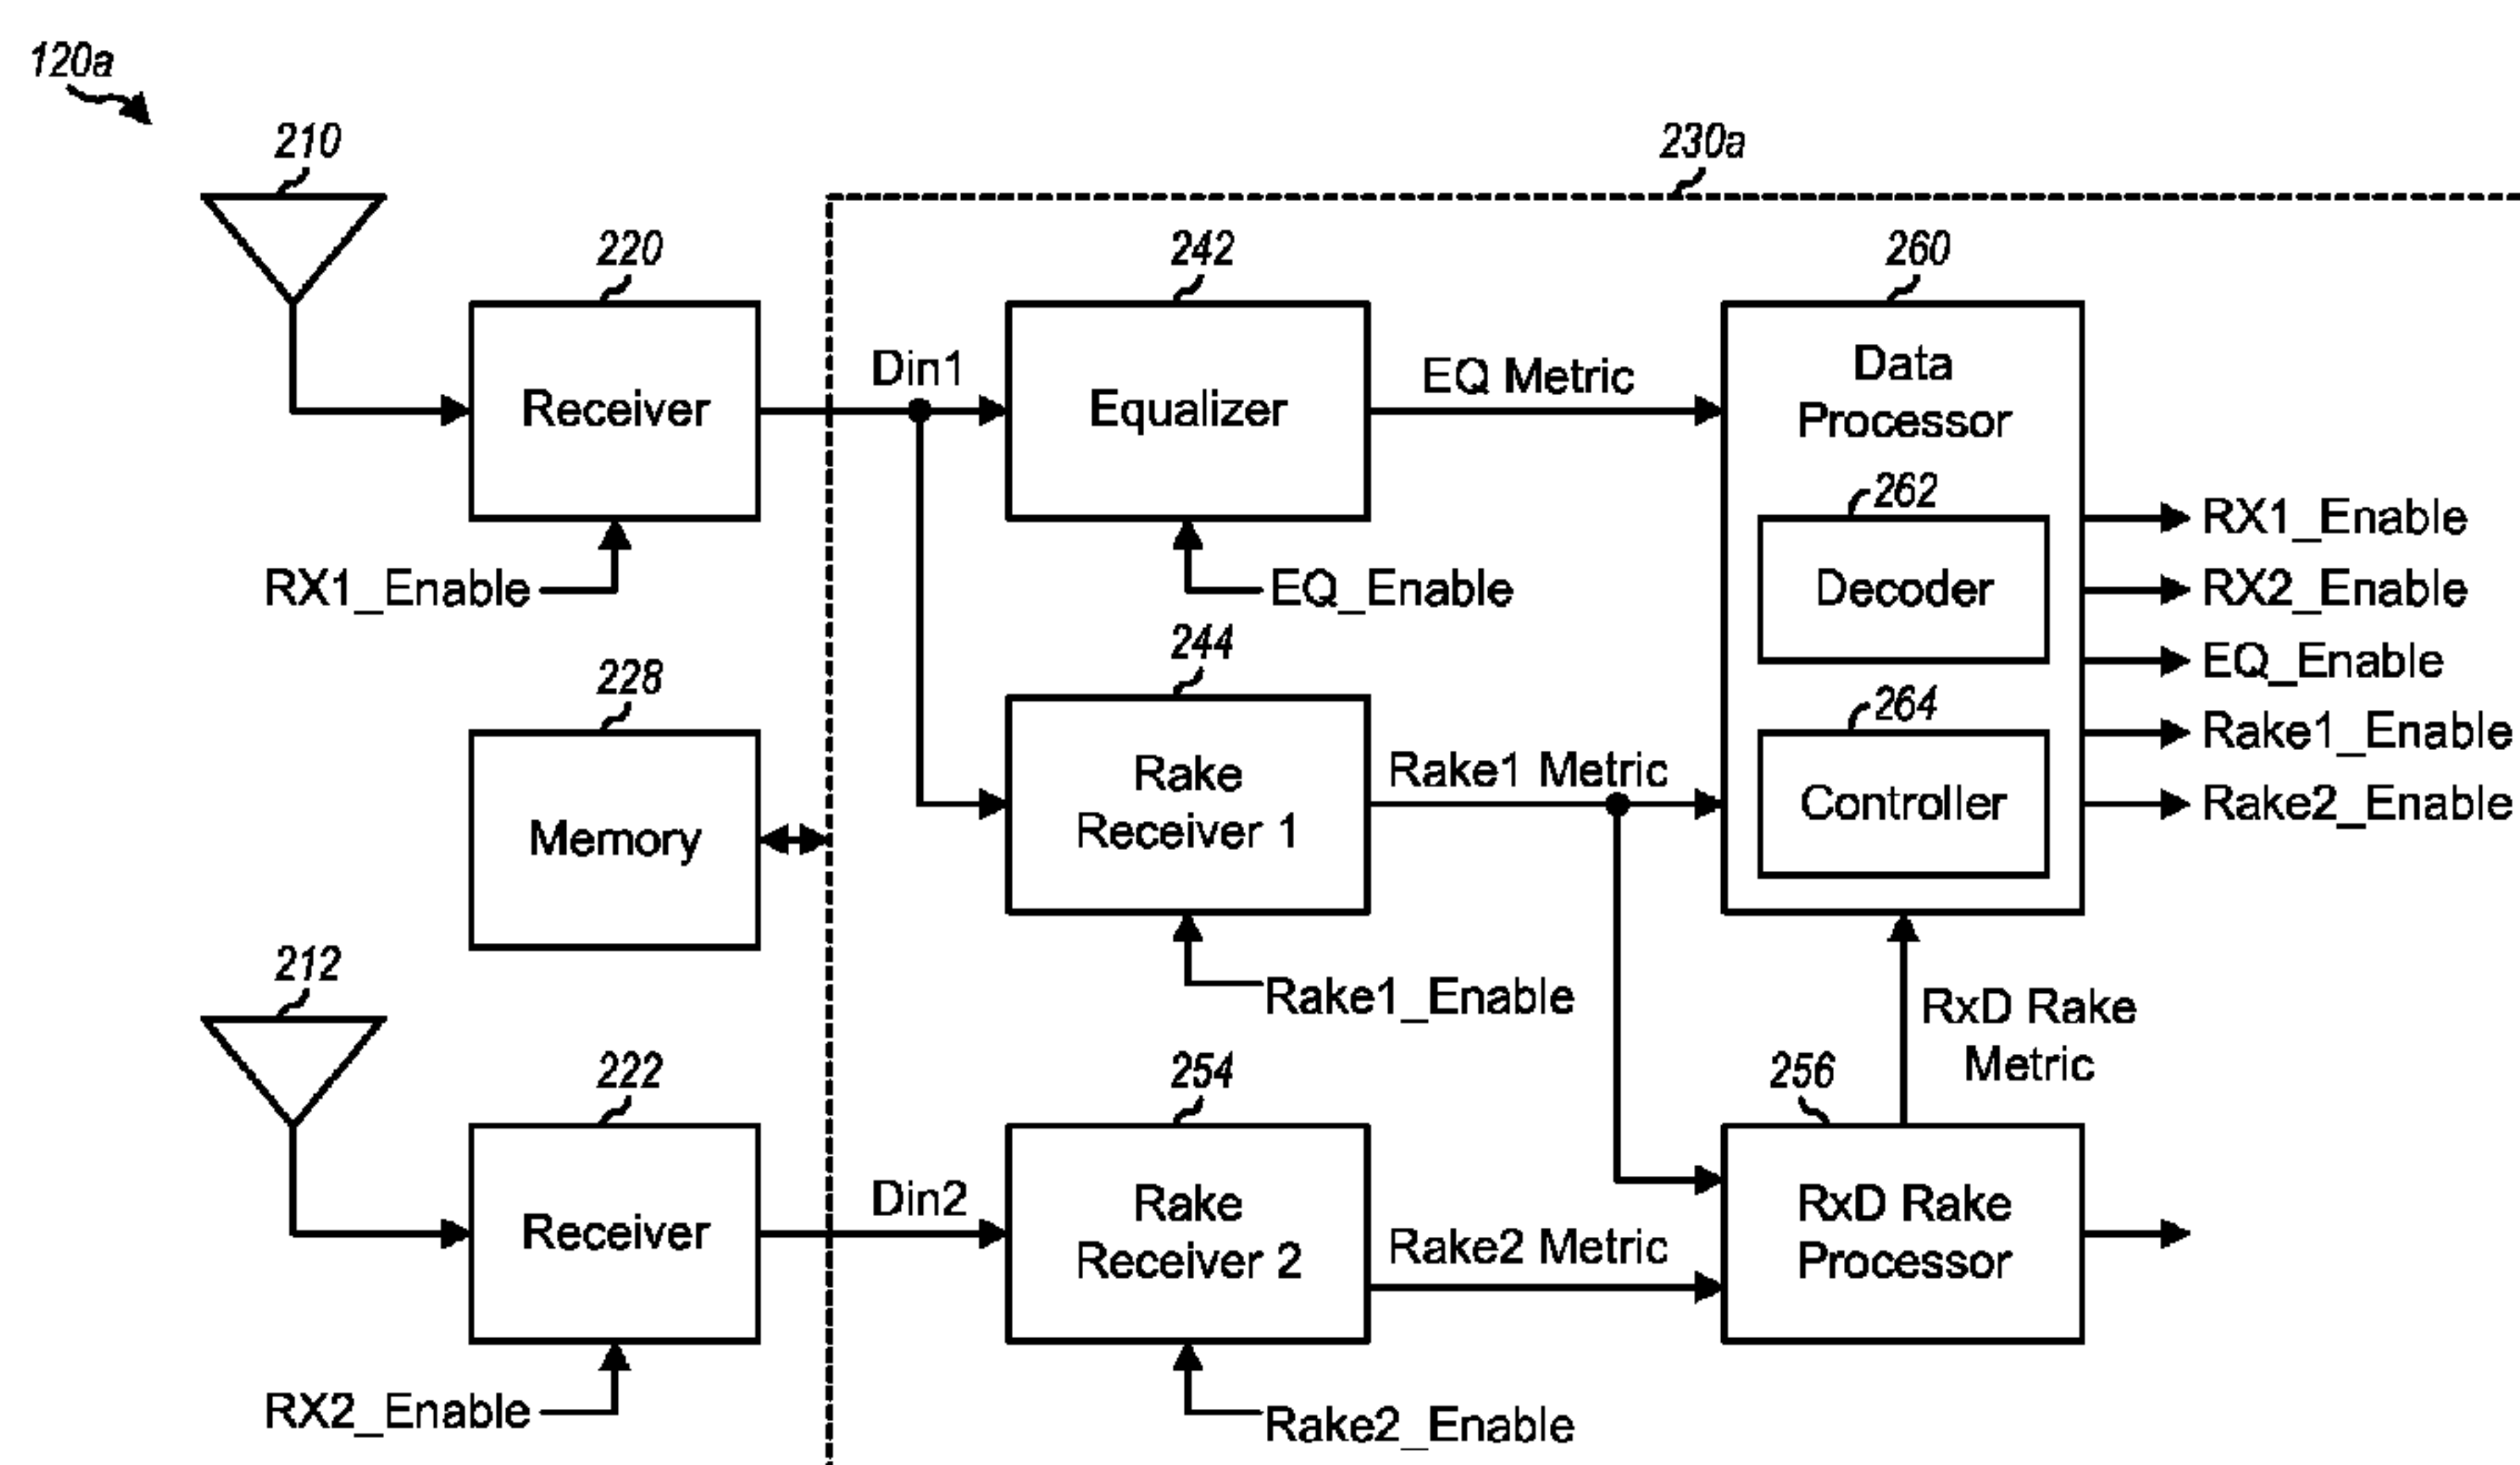 120a
210
230a
220
242
260
Din1
EQ Metric
Data
Processor
Receiver
Equalizer
262
RX1_Enable
Decoder
RX2_Enable
RX1_Enable
EQ_Enable
EQ_Enable
244
228
264
Rake1_Enable
Rake
Receiver 1
Rake1 Metric
Controller
Rake2_Enable
Memory
212
Rake1_Enable
RxD Rake
Metric
222
254
256
Din2
Receiver
Rake
Receiver 2
Rake2 Metric
RxD Rake
Processor
RX2_Enable
Rake2_Enable